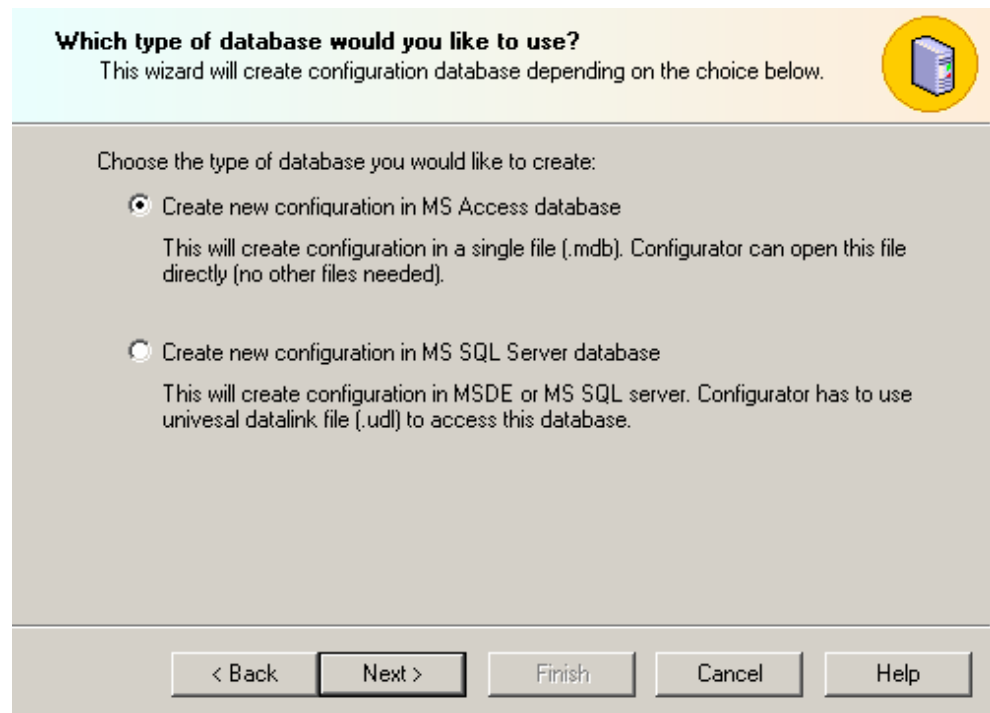 Which type of database would you like to use?
This wizard will create configuration database depending on the choice below.
Choose the type of database you would like to create:
Create new configuration in MS Access database
This will create configuration in a single file (.mdb). Configurator can open this file
directly (no other files needed).
Create new configuration in MS SQL Server database
This will create configuration in MSDE or MS SQL server. Configurator has to use
univesal datalink file (.udl) to access this database.
< Back
Next >
Finish
Cancel
Help